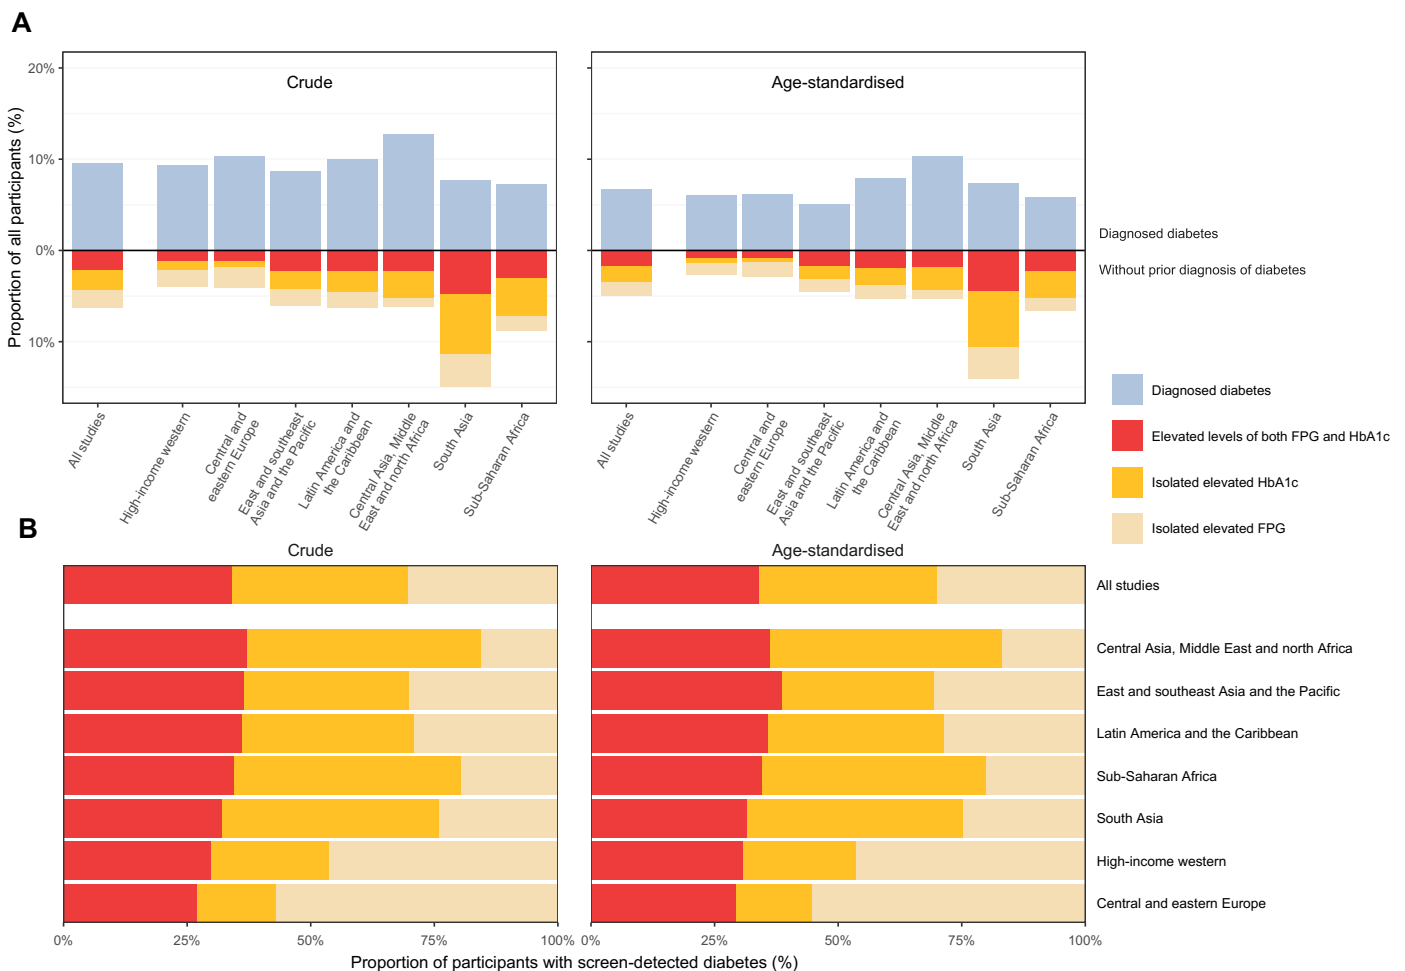 A
Crude
Age-standardised
Proportion of all participants (%)
20%
10%
0%
10%
Diagnosed diabetes
Without prior diagnosis of diabetes
Diagnosed diabetes
Elevated levels of both FPG and HbA1c
Isolated elevated HbA1c
Isolated elevated FPG
All studies
High-income western
Central and
eastern Europe
East and southeast
Asia and the Pacific
Latin America and
the Caribbean
Central Asia, Middle
East and north Africa
South Asia
Sub-Saharan Africa
All studies
High-income western
Central and
eastern Europe
East and southeast
Asia and the Pacific
Latin America and
the Caribbean
Central Asia, Middle
East and north Africa
South Asia
Sub-Saharan Africa
B
Crude
Age-standardised
All studies
Central Asia, Middle East and north Africa
East and southeast Asia and the Pacific
Latin America and the Caribbean
Sub-Saharan Africa
South Asia
High-income western
Central and eastern Europe
0% 25% 50% 75% 100%
0% 25% 50% 75% 100%
Proportion of participants with screen-detected diabetes (%)